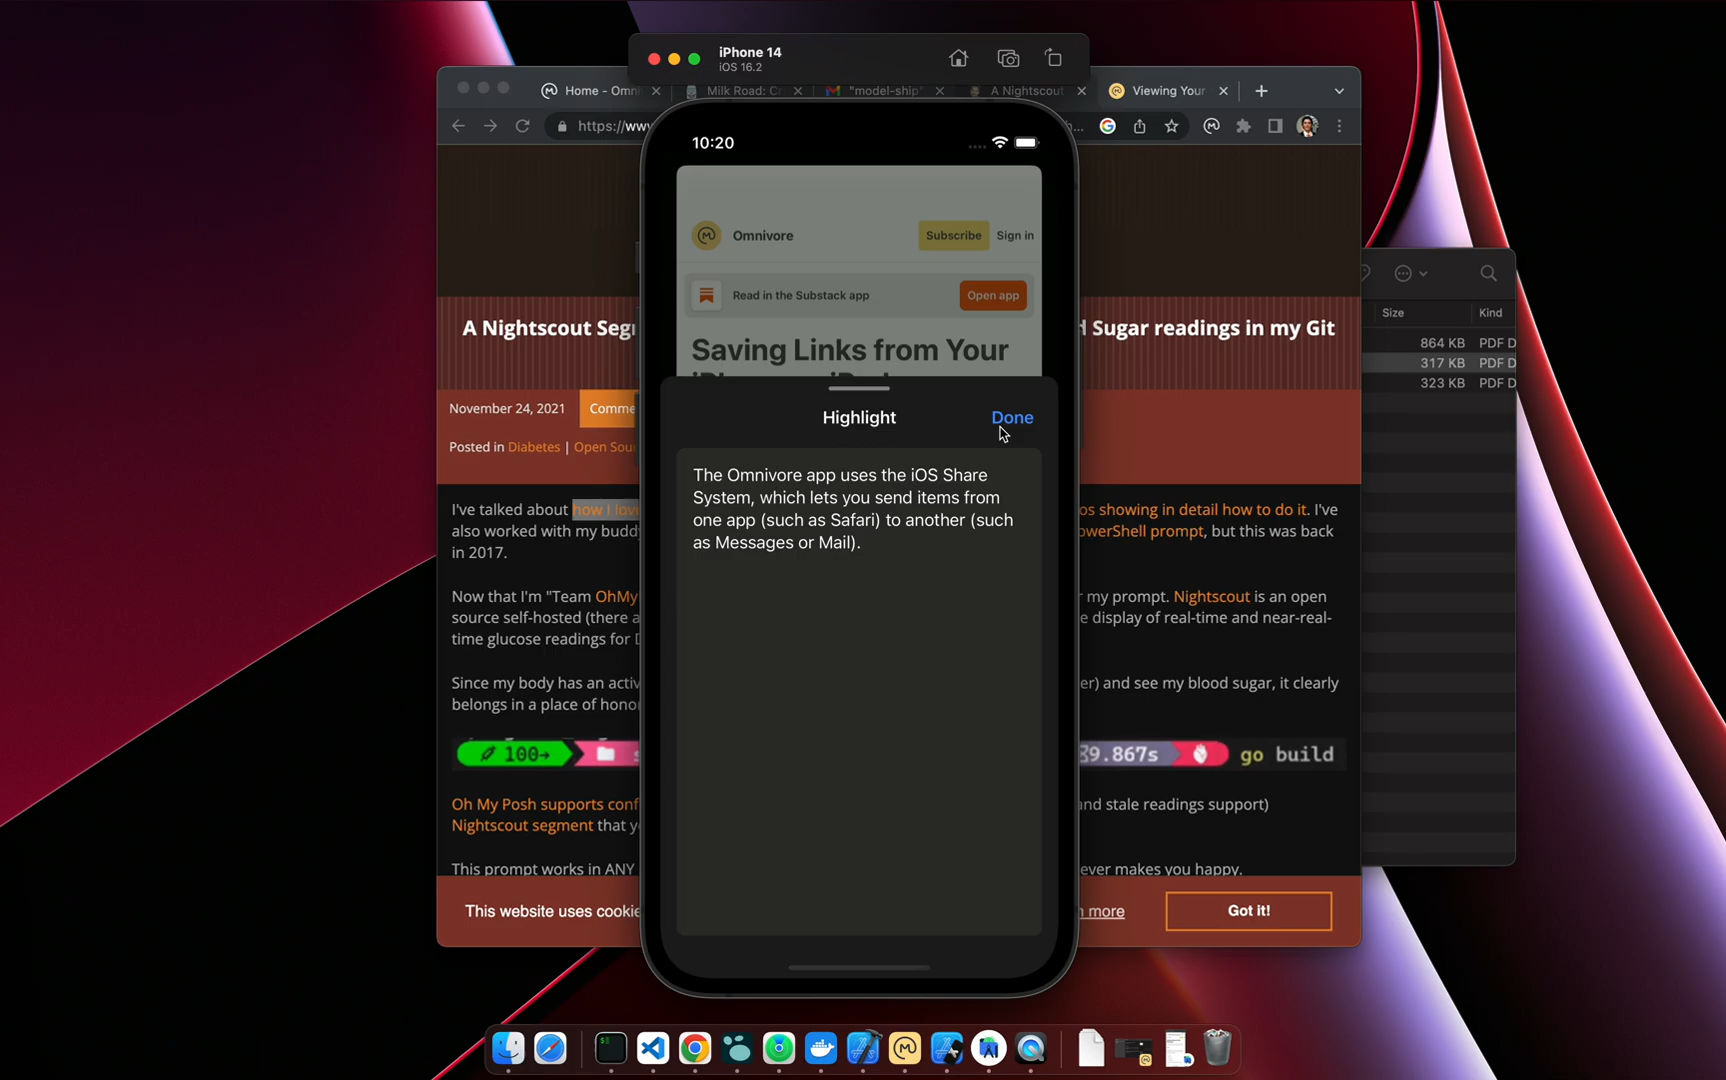 iPhone 14
iOS 16.2
Home - Omni
Milk Road: C
"model-ship"
A Nightscout
Viewing Your
https://www
h...
10:20
Omnivore
Subscribe
Sign in
Read in the Substack app
Open app
Saving Links from Your
Highlight
Done
The Omnivore app uses the iOS Share
System, which lets you send items from
one app (such as Safari) to another (such
as Messages or Mail).
A Nightscout Seg
d Sugar readings in my Git
November 24, 2021
Comme
Posted in Diabetes | Open Sou
I've talked about how I lov
os showing in detail how to do it. I've
also worked with my budd
owerShell prompt, but this was back
in 2017.
Now that I'm "Team OhMy
r my prompt. Nightscout is an open
source self-hosted (there a
e display of real-time and near-real-
time glucose readings for D
Since my body has an activ
er) and see my blood sugar, it clearly
belongs in a place of hono
100→
9.867s
go build
Oh My Posh supports conf
and stale readings support)
Nightscout segment that y
This prompt works in ANY
ever makes you happy.
This website uses cookie
n more
Got it!
Size
Kind
864 KB
PDF D
317 KB
PDF D
323 KB
PDF D